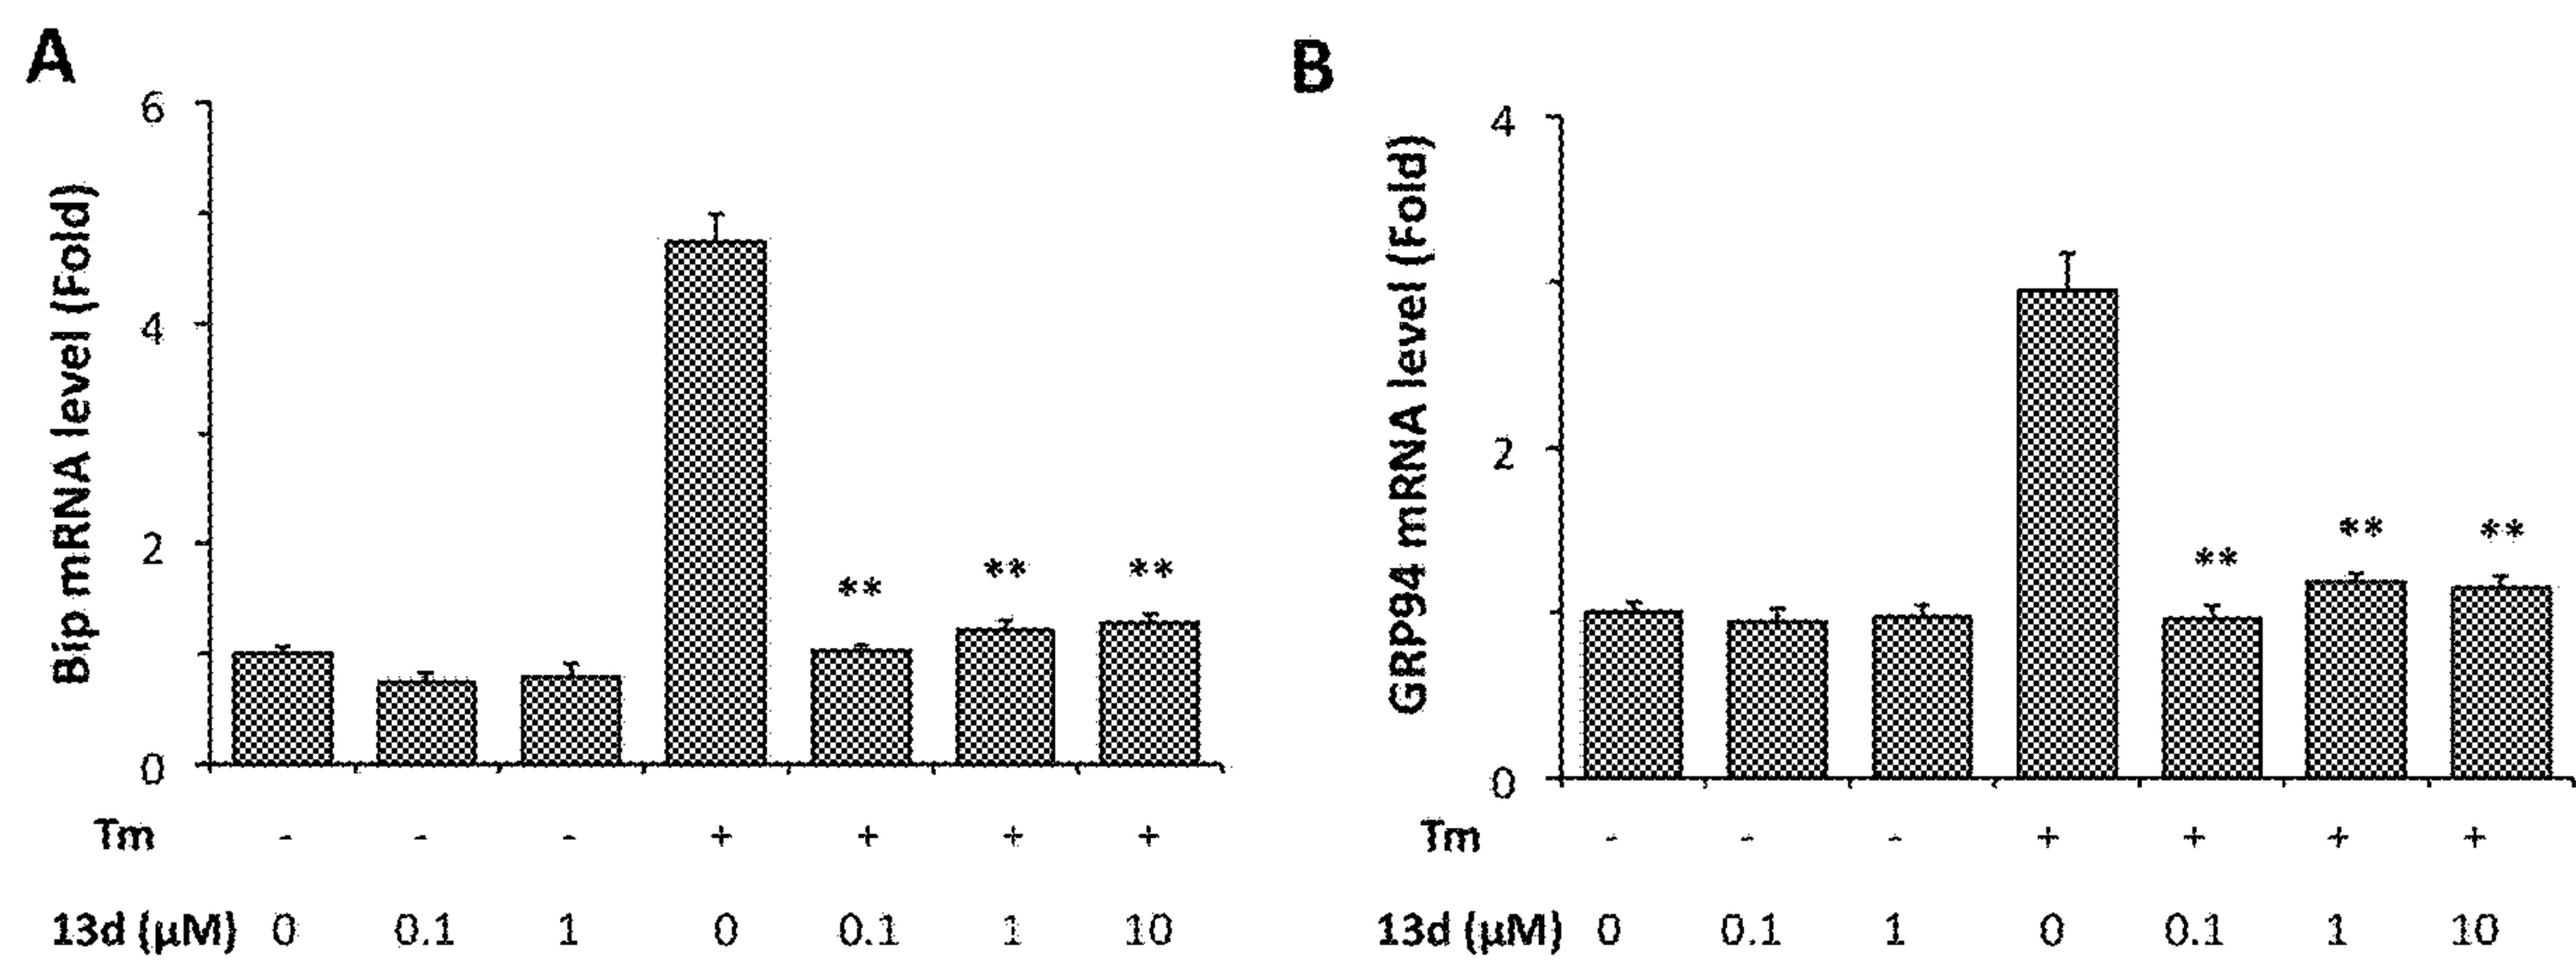 A
Bip mRNA level (Fold)
6
4
2
0
** ** **
Tm - - - + + + +
13d (μM) 0 0.1 1 0 0.1 1 10
B
GRP94 mRNA level (Fold)
4
2
0
** ** **
Tm - - - + + + +
13d (μM) 0 0.1 1 0 0.1 1 10